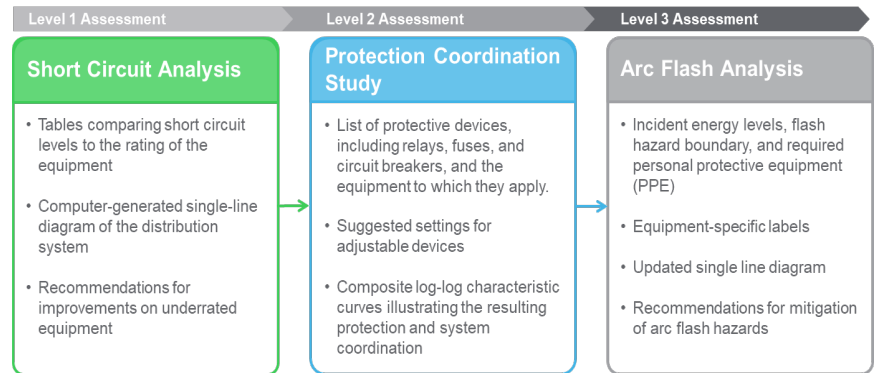 Level 1 Assessment
Level 2 Assessment
Level 3 Assessment
Short Circuit Analysis
• Tables comparing short circuit
levels to the rating of the
equipment
• Computer-generated single-line
diagram of the distribution
system
• Recommendations for
improvements on underrated
equipment
Protection Coordination
Study
• List of protective devices,
including relays, fuses, and
circuit breakers, and the
equipment to which they apply.
• Suggested settings for
adjustable devices
• Composite log-log characteristic
curves illustrating the resulting
protection and system
coordination
Arc Flash Analysis
• Incident energy levels, flash
hazard boundary, and required
personal protective equipment
(PPE)
• Equipment-specific labels
• Updated single line diagram
• Recommendations for mitigation
of arc flash hazards